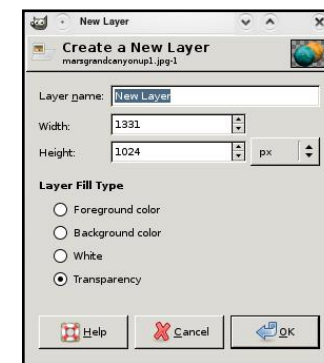 New Layer
Create a New Layer
marsgrandcanyonup1.jpg-1
Layer name: New Layer
Width: 1331
Height: 1024 px
Layer Fill Type
Foreground color
Background color
White
Transparency
Help Cancel OK